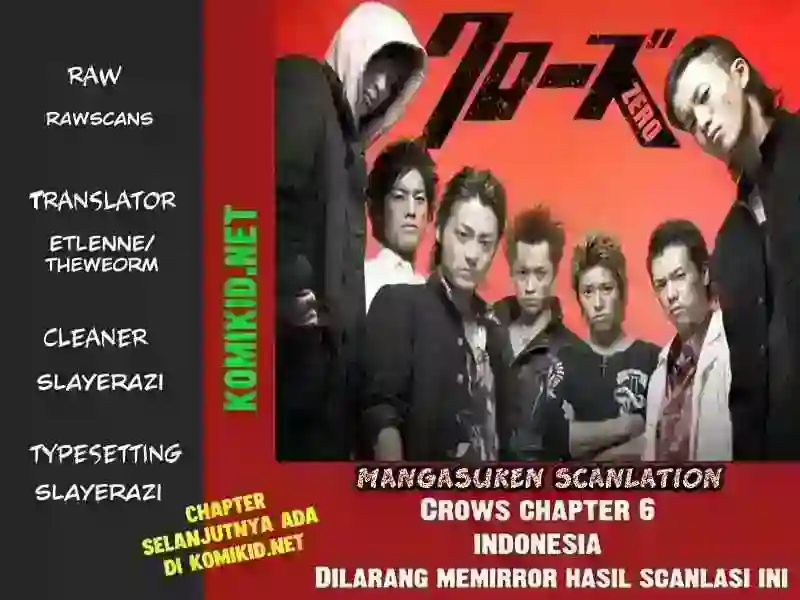 RAW
RAWSCANS
TRANSLATOR
ETLENNE/
THEWEORM
CLEANER
SLAYERAZI
TYPESETTING
SLAYERAZI
CHAPTER
SELANJUTNYA ADA
DI KOMIKID.NET
KOMIKID.NET
クローズ
ZERO
MANGASUKEN SCANLATION
CROWS CHAPTER 6
INDONESIA
DILARANG MEMIRROR HASIL SCANLASI INI